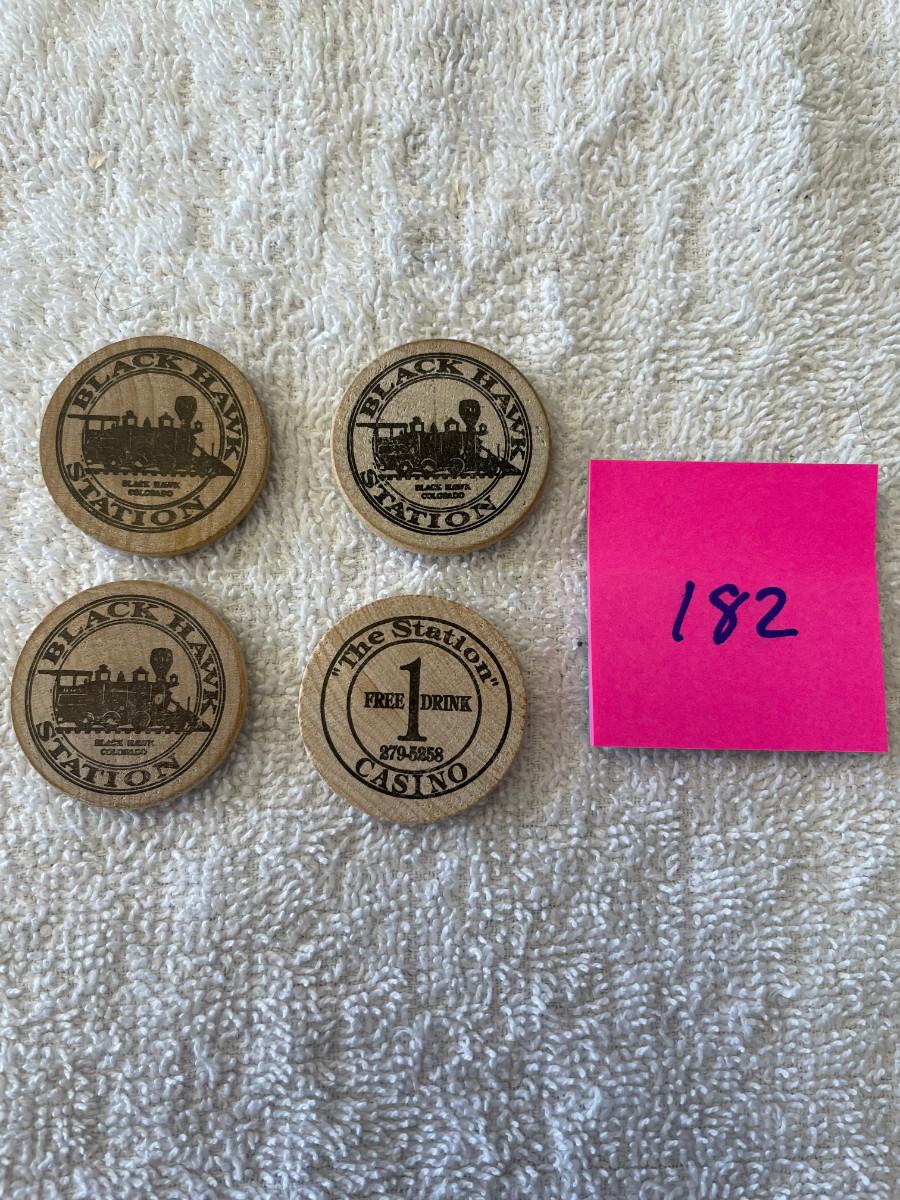 BLACK HAWK
BLACK HAWK
COLORADO
STATION
BLACK HAWK
BLACK HAWK
COLORADO
STATION
182
BLACK HAWK
BLACK HAWK
COLORADO
STATION
"The Station"
FREE 1 DRINK
279-5258
CASINO